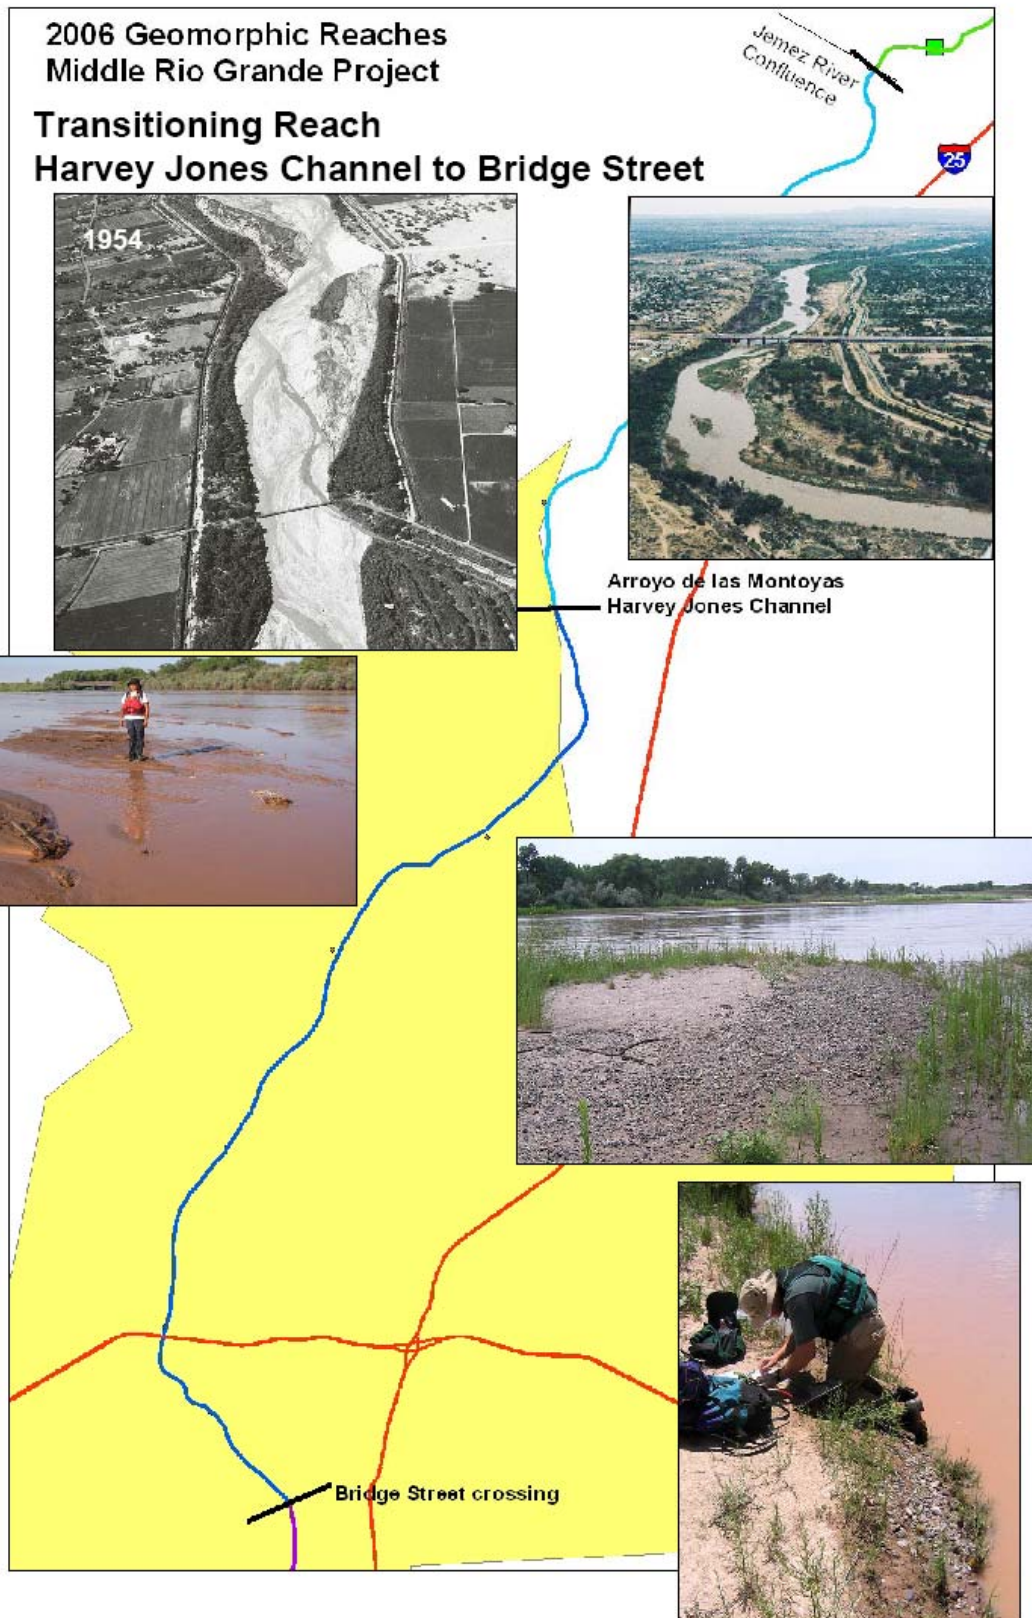 2006 Geomorphic Reaches
Middle Rio Grande Project
Transitioning Reach
Harvey Jones Channel to Bridge Street
Jemez River
Confluence
25
1954
Arroyo de las Montoyas
Harvey Jones Channel
Bridge Street crossing